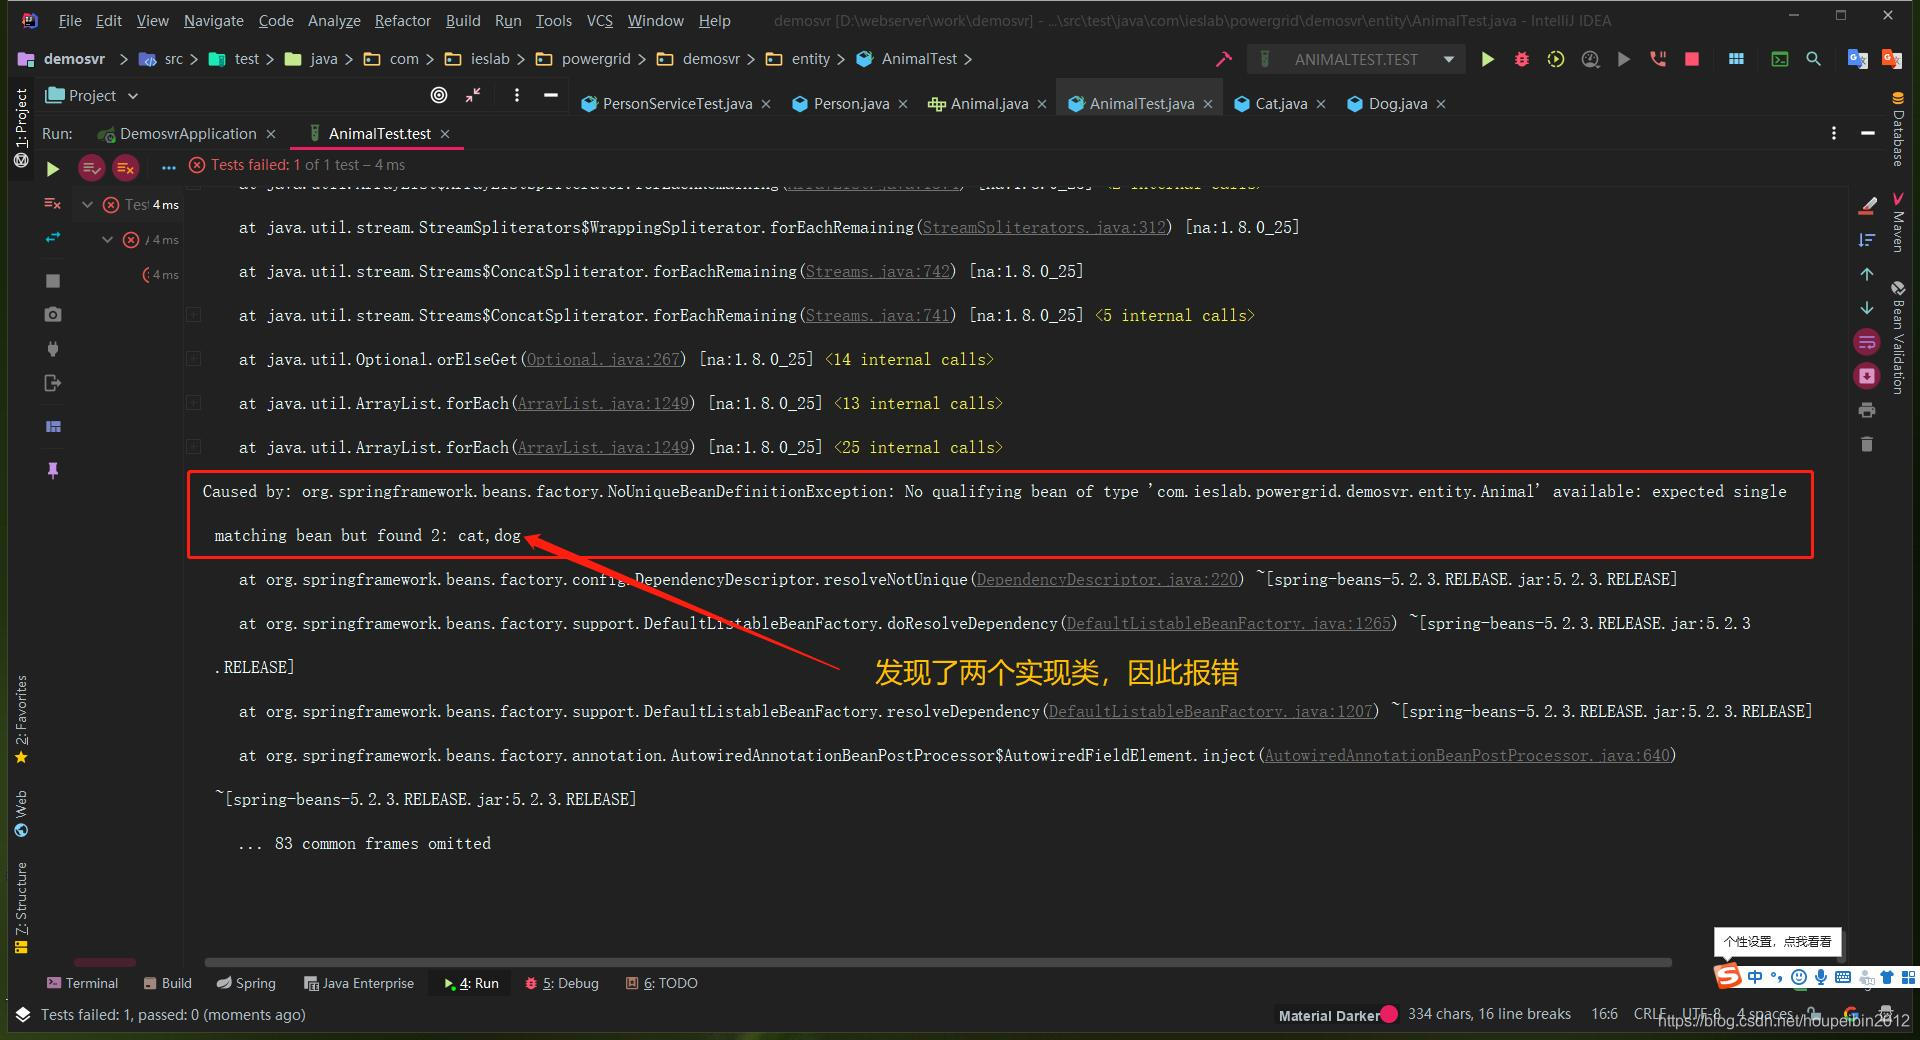 File Edit View Navigate Code Analyze Refactor Build Run Tools VCS Window Help demosvr [D:\webserver\work\demosvr] - ...\src\test\java\com\ieslab\powergrid\demosvr\entity\AnimalTest.java - IntelliJ IDEA
demosvr src test java com ieslab powergrid demosvr entity AnimalTest ANIMALTEST.TEST
Project PersonServiceTest.java Person.java Animal.java AnimalTest.java Cat.java Dog.java
Run: DemosvrApplication AnimalTest.test
Tests failed: 1 of 1 test – 4 ms
Tes 4 ms
4 ms
4 ms
at java.util.ArrayList$ArrayListSpliterator.forEachRemaining(
at java.util.stream.StreamSpliterators$WrappingSpliterator.forEachRemaining(StreamSpliterators.java:312) [na:1.8.0_25]
at java.util.stream.Streams$ConcatSpliterator.forEachRemaining(Streams.java:742) [na:1.8.0_25]
at java.util.stream.Streams$ConcatSpliterator.forEachRemaining(Streams.java:741) [na:1.8.0_25] <5 internal calls>
at java.util.Optional.orElseGet(Optional.java:267) [na:1.8.0_25] <14 internal calls>
at java.util.ArrayList.forEach(ArrayList.java:1249) [na:1.8.0_25] <13 internal calls>
at java.util.ArrayList.forEach(ArrayList.java:1249) [na:1.8.0_25] <25 internal calls>
Caused by: org.springframework.beans.factory.NoUniqueBeanDefinitionException: No qualifying bean of type 'com.ieslab.powergrid.demosvr.entity.Animal' available: expected single
matching bean but found 2: cat,dog
at org.springframework.beans.factory.config.DependencyDescriptor.resolveNotUnique(DependencyDescriptor.java:220) ~[spring-beans-5.2.3.RELEASE.jar:5.2.3.RELEASE]
at org.springframework.beans.factory.support.DefaultListableBeanFactory.doResolveDependency(DefaultListableBeanFactory.java:1265) ~[spring-beans-5.2.3.RELEASE.jar:5.2.3
.RELEASE]
发现了两个实现类，因此报错
at org.springframework.beans.factory.support.DefaultListableBeanFactory.resolveDependency(DefaultListableBeanFactory.java:1207) ~[spring-beans-5.2.3.RELEASE.jar:5.2.3.RELEASE]
at org.springframework.beans.factory.annotation.AutowiredAnnotationBeanPostProcessor$AutowiredFieldElement.inject(AutowiredAnnotationBeanPostProcessor.java:640)
~[spring-beans-5.2.3.RELEASE.jar:5.2.3.RELEASE]
... 83 common frames omitted
1: Project
2: Favorites
Web
7: Structure
Database
Maven
Bean Validation
个性设置，点我看看
中
Terminal Build Spring Java Enterprise 4: Run 5: Debug 6: TODO
Tests failed: 1, passed: 0 (moments ago) Material Darker 334 chars, 16 line breaks 16:6 CRLF UTF-8 4 spaces
https://blog.csdn.net/houpeibin2012